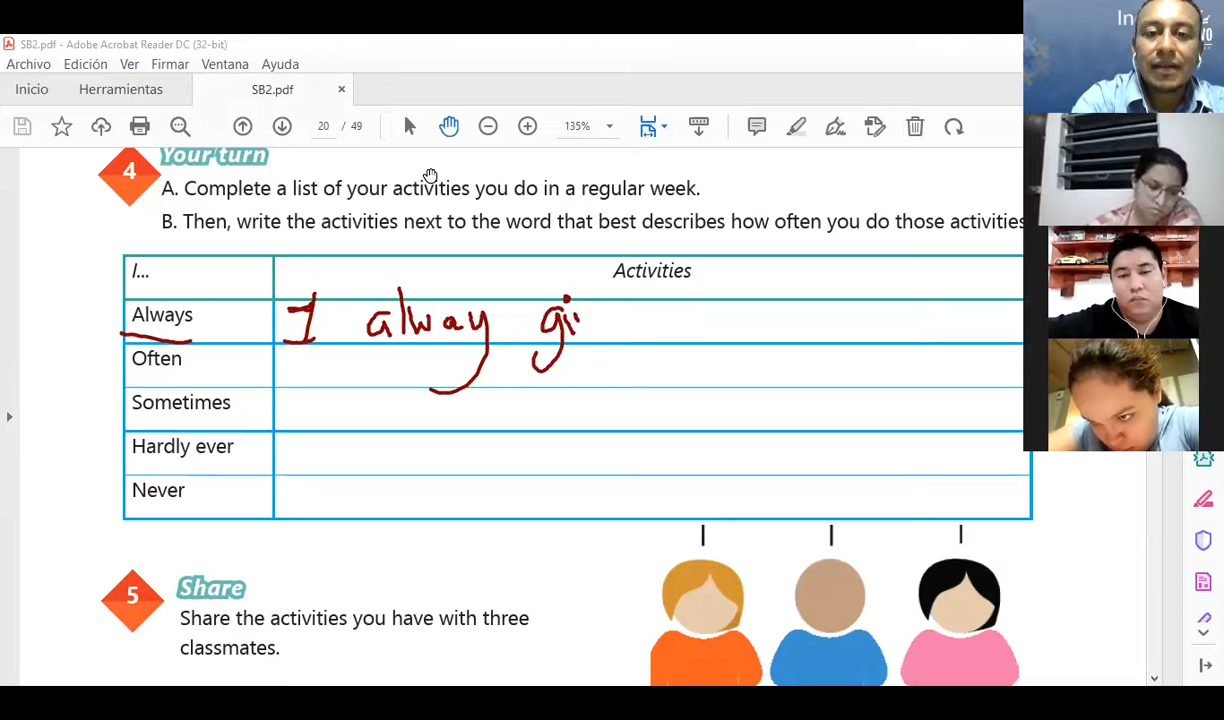 SB2.pdf - Adobe Acrobat Reader DC (32-bit)
Archivo Edición Ver Firmar Ventana Ayuda
Inicio Herramientas SB2.pdf ×
20 / 49 135%
4 Your turn
A. Complete a list of your activities you do in a regular week.
B. Then, write the activities next to the word that best describes how often you do those activities
I... Activities
Always I alway gi
Often
Sometimes
Hardly ever
Never
5 Share
Share the activities you have with three
classmates.